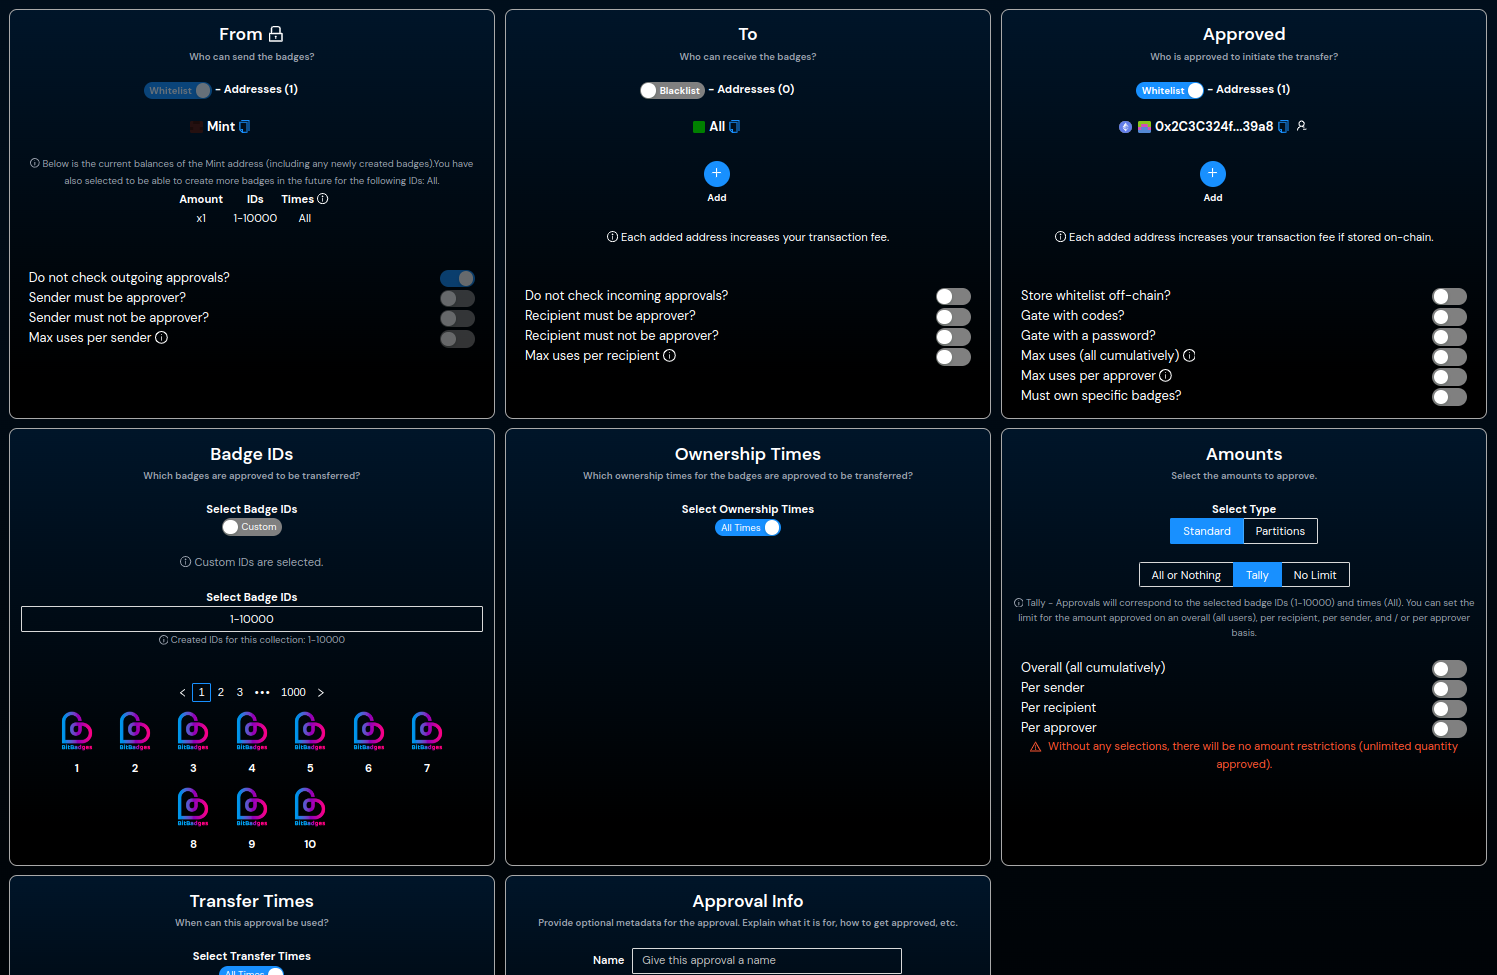 From
Who can send the badges?
Whitelist - Addresses (1)
Mint
Below is the current balances of the Mint address (including any newly created badges).You have
also selected to be able to create more badges in the future for the following IDs: All.
Amount IDs Times
x1 1-10000 All
Do not check outgoing approvals?
Sender must be approver?
Sender must not be approver?
Max uses per sender
To
Who can receive the badges?
Blacklist - Addresses (0)
All
Add
Each added address increases your transaction fee.
Do not check incoming approvals?
Recipient must be approver?
Recipient must not be approver?
Max uses per recipient
Approved
Who is approved to initiate the transfer?
Whitelist - Addresses (1)
0x2C3C324f...39a8
Add
Each added address increases your transaction fee if stored on-chain.
Store whitelist off-chain?
Gate with codes?
Gate with a password?
Max uses (all cumulatively)
Max uses per approver
Must own specific badges?
Badge IDs
Which badges are approved to be transferred?
Select Badge IDs
Custom
Custom IDs are selected.
Select Badge IDs
1-10000
Created IDs for this collection: 1-10000
< 1 2 3 ••• 1000 >
BitBadges BitBadges BitBadges BitBadges BitBadges BitBadges BitBadges
1 2 3 4 5 6 7
BitBadges BitBadges BitBadges
8 9 10
Ownership Times
Which ownership times for the badges are approved to be transferred?
Select Ownership Times
All Times
Amounts
Select the amounts to approve.
Select Type
Standard Partitions
All or Nothing Tally No Limit
Tally - Approvals will correspond to the selected badge IDs (1-10000) and times (All). You can set the
limit for the amount approved on an overall (all users), per recipient, per sender, and / or per approver
basis.
Overall (all cumulatively)
Per sender
Per recipient
Per approver
Without any selections, there will be no amount restrictions (unlimited quantity
approved).
Transfer Times
When can this approval be used?
Select Transfer Times
All Times
Approval Info
Provide optional metadata for the approval. Explain what it is for, how to get approved, etc.
Name Give this approval a name